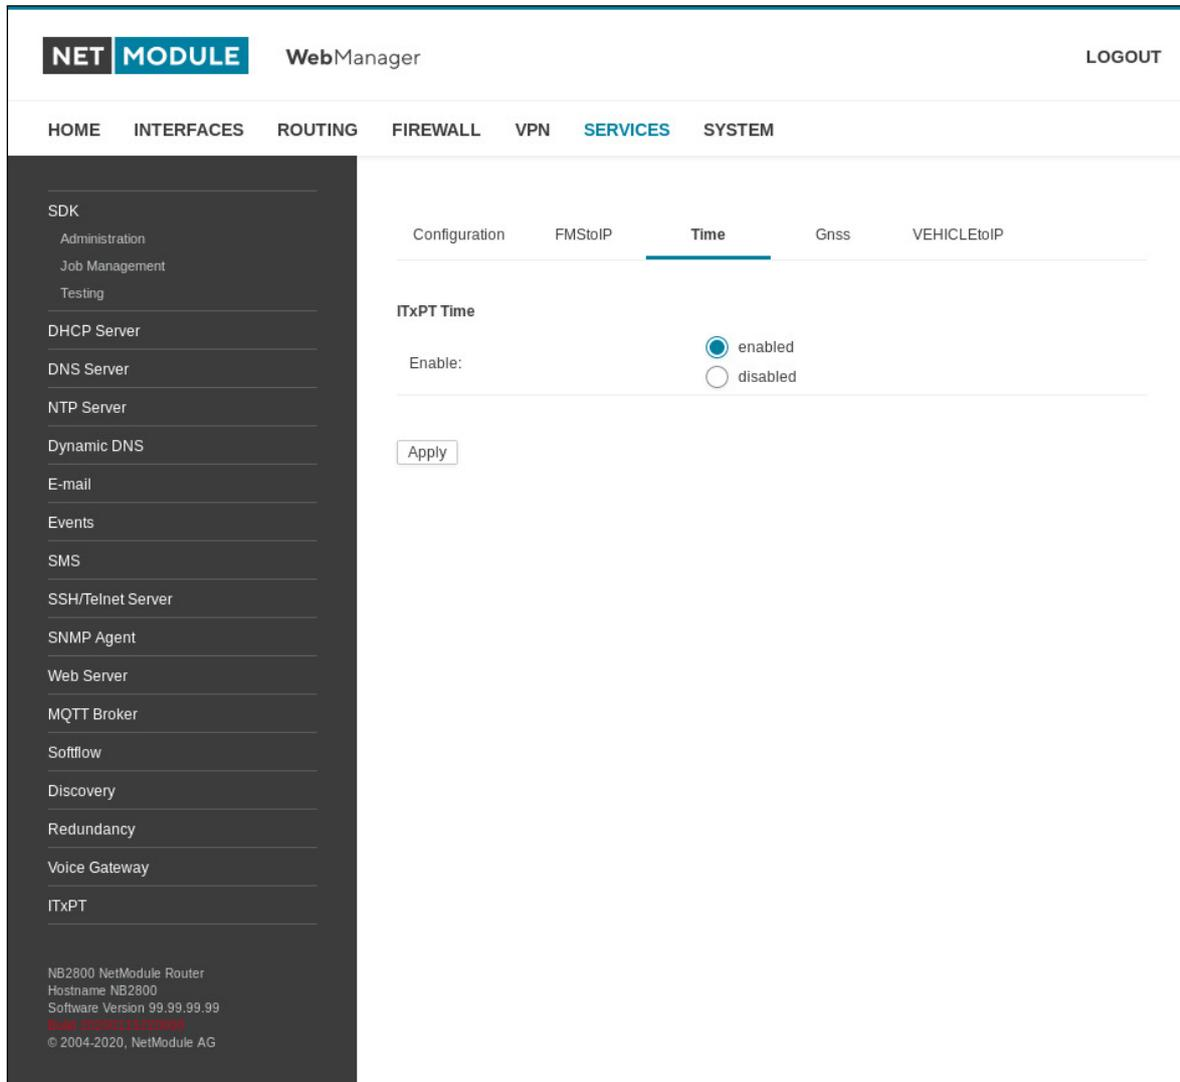 NET MODULE WebManager LOGOUT
HOME INTERFACES ROUTING FIREWALL VPN SERVICES SYSTEM
SDK
Administration
Job Management
Testing
DHCP Server
DNS Server
NTP Server
Dynamic DNS
E-mail
Events
SMS
SSH/Telnet Server
SNMP Agent
Web Server
MQTT Broker
Softflow
Discovery
Redundancy
Voice Gateway
ITxPT
NB2800 NetModule Router
Hostname NB2800
Software Version 99.99.99.99
Build
© 2004-2020, NetModule AG
Configuration FMStoIP Time Gnss VEHICLEtoIP
ITxPT Time
Enable:
enabled
disabled
Apply